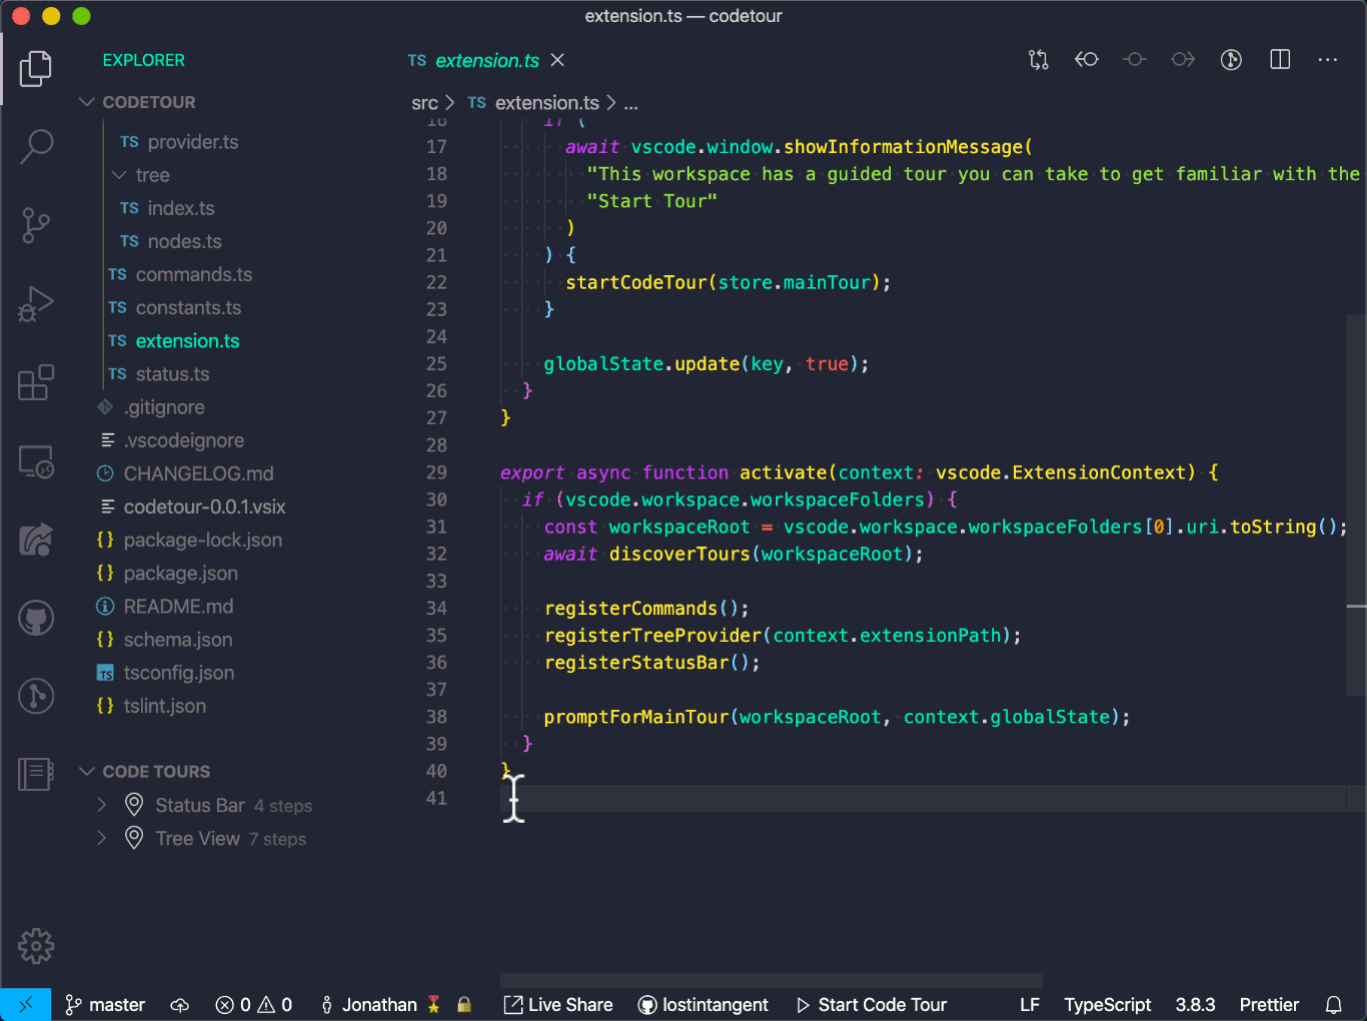 extension.ts — codetour
EXPLORER
CODETOUR
TS provider.ts
tree
TS index.ts
TS nodes.ts
TS commands.ts
TS constants.ts
TS extension.ts
TS status.ts
.gitignore
.vscodeignore
CHANGELOG.md
codetour-0.0.1.vsix
{} package-lock.json
{} package.json
README.md
{} schema.json
TS tsconfig.json
{} tslint.json
CODE TOURS
Status Bar 4 steps
Tree View 7 steps
TS extension.ts
src > TS extension.ts > ...
16 if (
17 await vscode.window.showInformationMessage(
18 "This workspace has a guided tour you can take to get familiar with the
19 "Start Tour"
20 )
21 ) {
22 startCodeTour(store.mainTour);
23 }
24
25 globalState.update(key, true);
26 }
27 }
28
29 export async function activate(context: vscode.ExtensionContext) {
30 if (vscode.workspace.workspaceFolders) {
31 const workspaceRoot = vscode.workspace.workspaceFolders[0].uri.toString();
32 await discoverTours(workspaceRoot);
33
34 registerCommands();
35 registerTreeProvider(context.extensionPath);
36 registerStatusBar();
37
38 promptForMainTour(workspaceRoot, context.globalState);
39 }
40 }
41
master 0 0 Jonathan Live Share lostintangent Start Code Tour LF TypeScript 3.8.3 Prettier